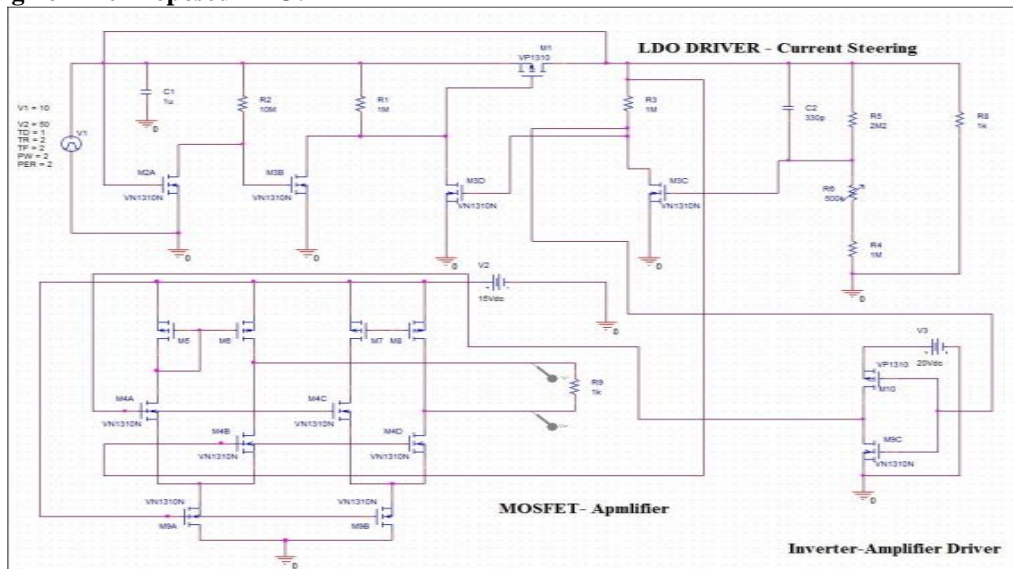 LDO DRIVER - Current Steering
M1
VP1310
C1
1u
R2
10M
R1
1M
R3
1M
C2
330p
R5
2M2
R8
1k
V1 = 10
V2 = 50
TD = 1
TR = 2
TF = 2
PW = 2
PER = 2
V1
M2A
VN1310N
M3B
VN1310N
M3D
VN1310N
M3C
VN1310N
R6
500k
R4
1M
0
0
0
0
0
0
V2
15Vdc
0
M5
M6
M7
M8
R9
1k
V3
20Vdc
VP1310
M10
M4A
VN1310N
M4C
VN1310N
M4B
VN1310N
M4D
VN1310N
M9C
VN1310N
0
VN1310N
M9A
VN1310N
M9B
0
MOSFET- Apmlifier
Inverter-Amplifier Driver